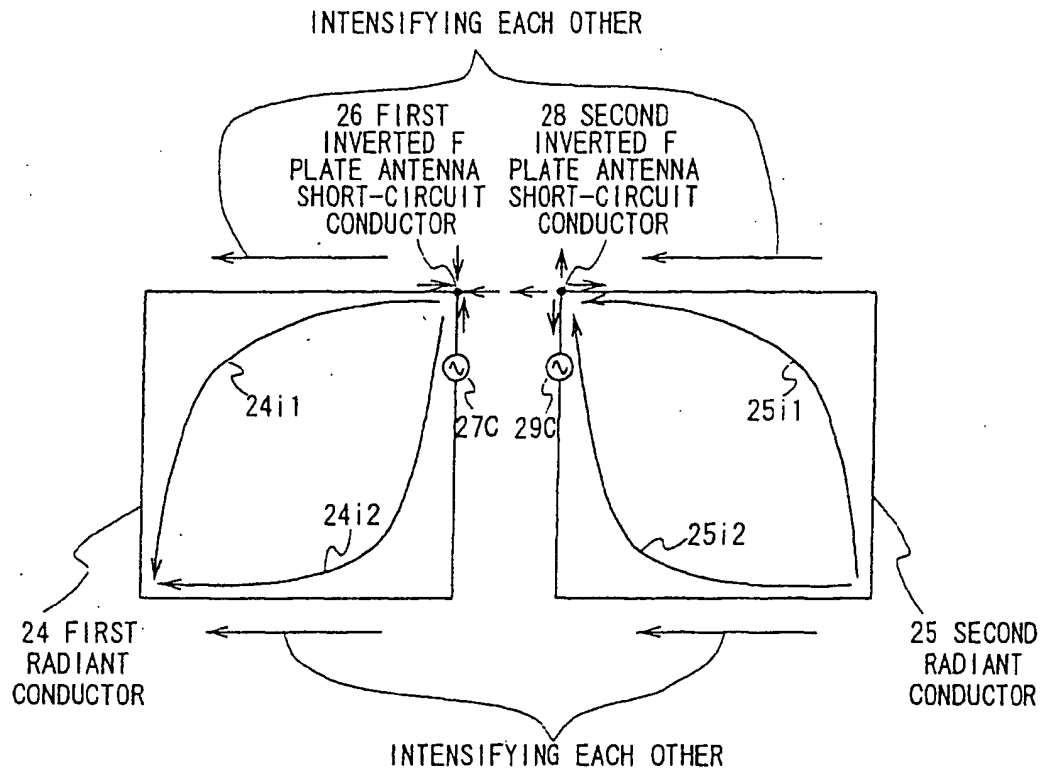 INTENSIFYING EACH OTHER
26 FIRST
INVERTED F
PLATE ANTENNA
SHORT-CIRCUIT
CONDUCTOR
28 SECOND
INVERTED F
PLATE ANTENNA
SHORT-CIRCUIT
CONDUCTOR
24i1
27C
29C
25i1
24i2
25i2
24 FIRST
RADIANT
CONDUCTOR
25 SECOND
RADIANT
CONDUCTOR
INTENSIFYING EACH OTHER